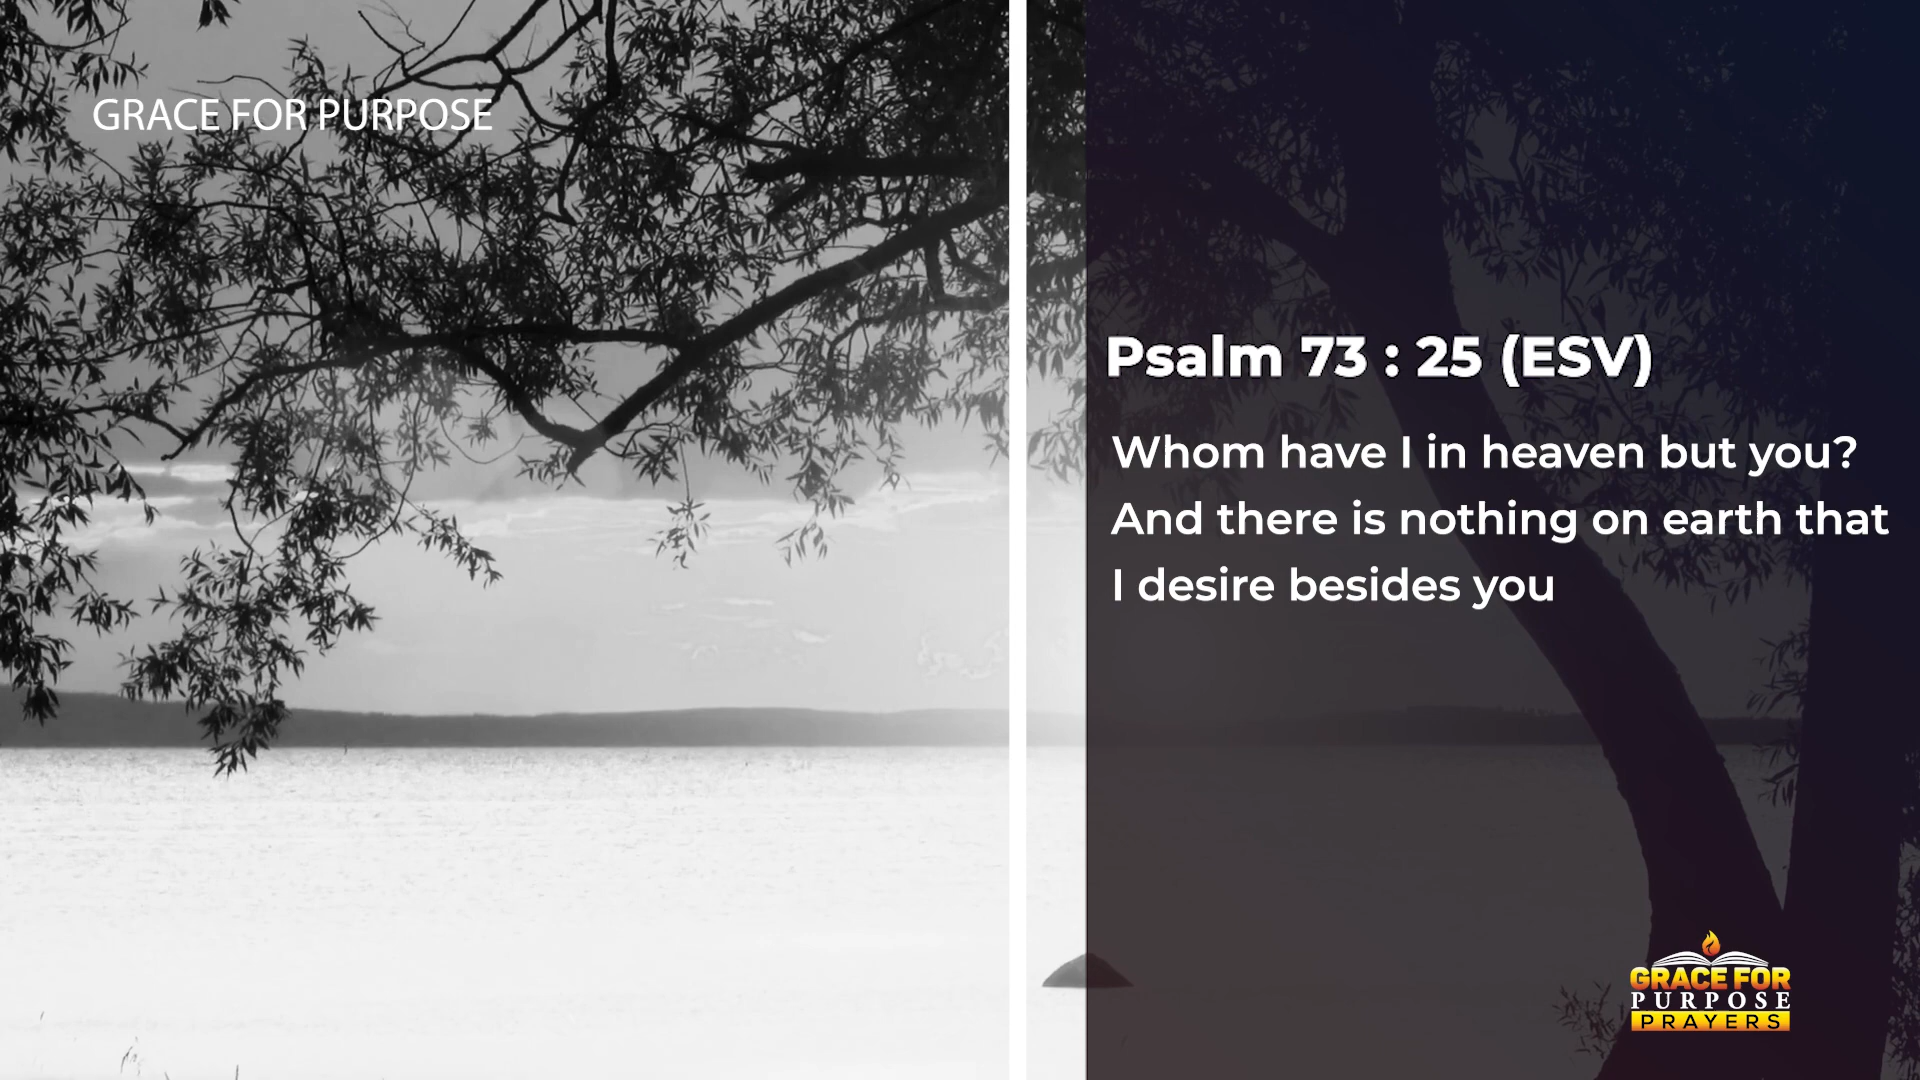 GRACE FOR PURPOSE
Psalm 73 : 25 (ESV)
Whom have I in heaven but you?
And there is nothing on earth that
I desire besides you
GRACE FOR
PURPOSE
PRAYERS